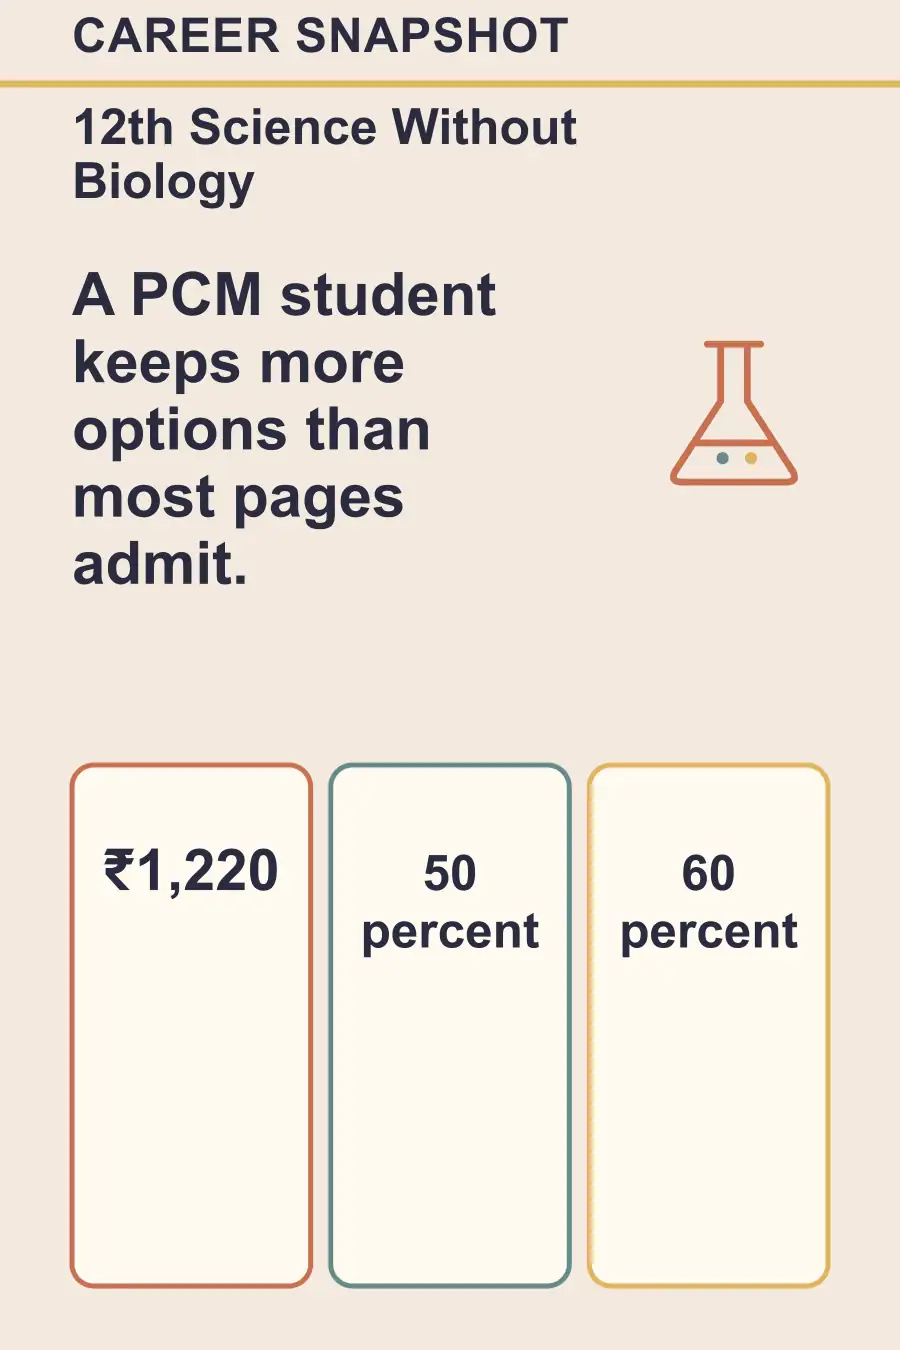 CAREER SNAPSHOT
12th Science Without
Biology
A PCM student
keeps more
options than
most pages
admit.
₹1,220
50
percent
60
percent